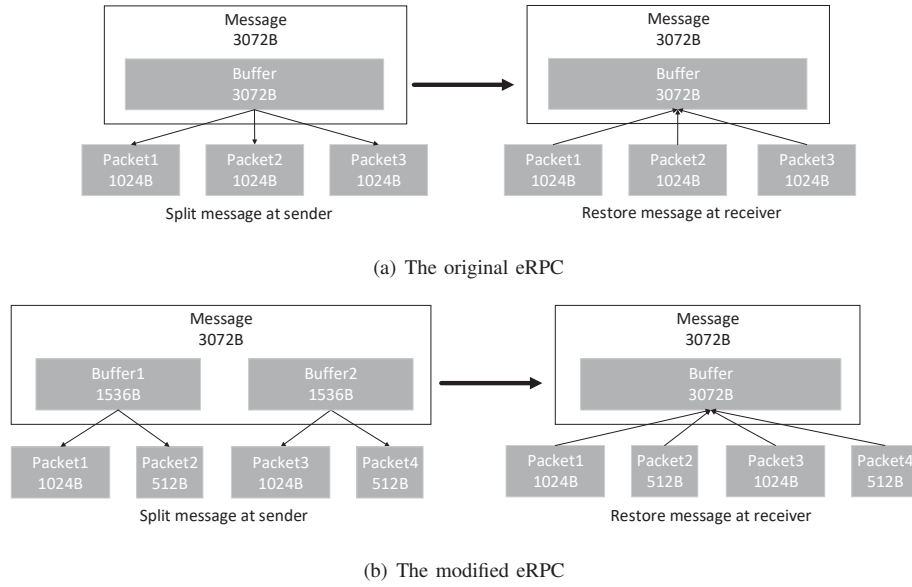 Message
3072B
Buffer
3072B
Packet1
1024B
Packet2
1024B
Packet3
1024B
Split message at sender
Message
3072B
Buffer
3072B
Packet1
1024B
Packet2
1024B
Packet3
1024B
Restore message at receiver
(a) The original eRPC
Message
3072B
Buffer1
1536B
Buffer2
1536B
Packet1
1024B
Packet2
512B
Packet3
1024B
Packet4
512B
Split message at sender
Message
3072B
Buffer
3072B
Packet1
1024B
Packet2
512B
Packet3
1024B
Packet4
512B
Restore message at receiver
(b) The modified eRPC